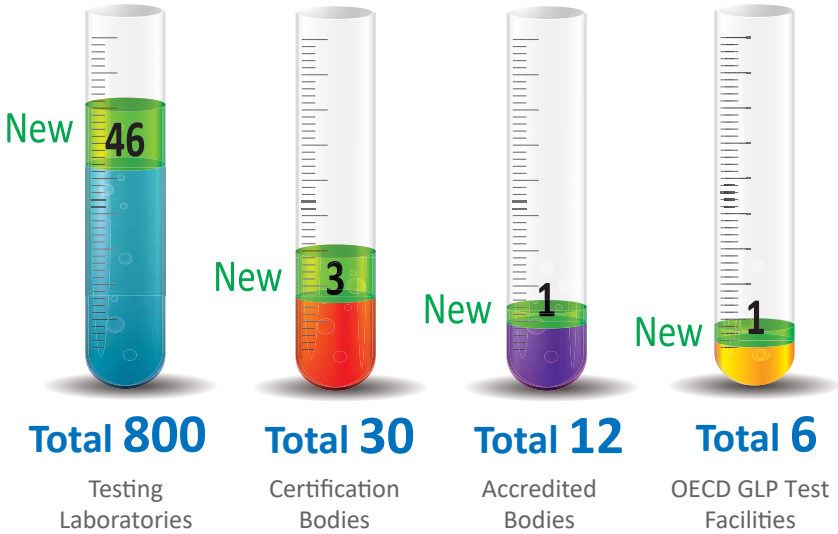 New 46
New 3
New 1
New 1
Total 800
Total 30
Total 12
Total 6
Testing
Laboratories
Certification
Bodies
Accredited
Bodies
OECD GLP Test
Facilities